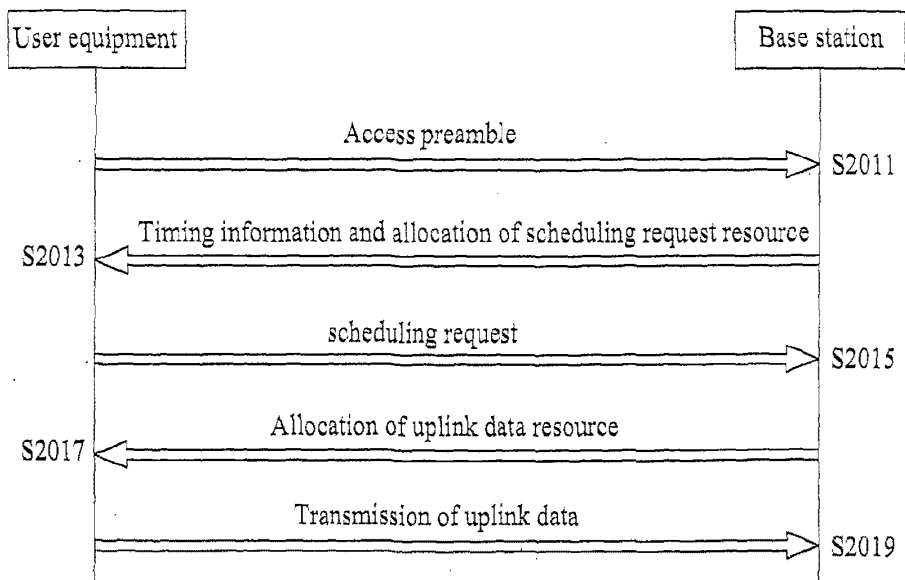 User equipment
Base station
Access preamble
S2011
Timing information and allocation of scheduling request resource
S2013
scheduling request
S2015
Allocation of uplink data resource
S2017
Transmission of uplink data
S2019